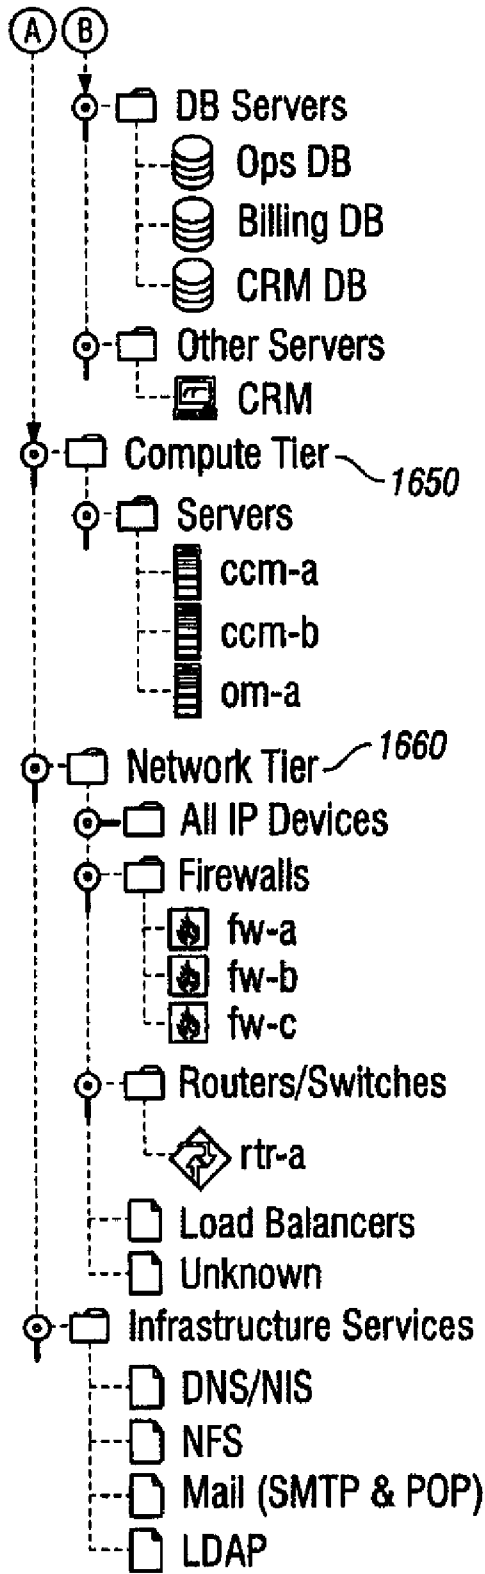 A B
DB Servers
Ops DB
Billing DB
CRM DB
Other Servers
CRM
Compute Tier 1650
Servers
ccm-a
ccm-b
om-a
Network Tier 1660
All IP Devices
Firewalls
fw-a
fw-b
fw-c
Routers/Switches
rtr-a
Load Balancers
Unknown
Infrastructure Services
DNS/NIS
NFS
Mail (SMTP & POP)
LDAP